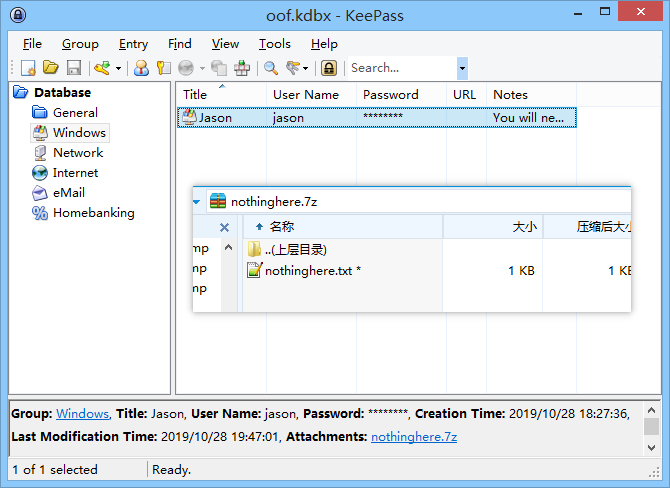 oof.kdbx - KeePass
File Group Entry Find View Tools Help
Search...
Database
General
Windows
Network
Internet
eMail
Homebanking
Title User Name Password URL Notes
Jason jason ******** You will ne...
nothinghere.7z
名称 大小 压缩后大小
mp
..(上层目录)
mp
nothinghere.txt * 1 KB 1 KB
mp
Group: Windows, Title: Jason, User Name: jason, Password: ********, Creation Time: 2019/10/28 18:27:36,
Last Modification Time: 2019/10/28 19:47:01, Attachments: nothinghere.7z
1 of 1 selected Ready.